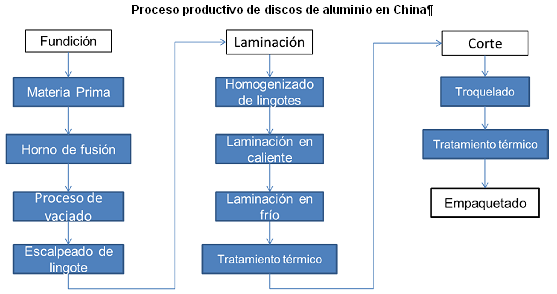 Proceso productivo de discos de aluminio en China¶
Fundición
Materia Prima
Horno de fusión
Proceso de
vaciado
Escalpeado de
lingote
Laminación
Homogenizado
de lingotes
Laminación en
caliente
Laminación en
frío
Tratamiento térmico
Corte
Troquelado
Tratamiento térmico
Empaquetado